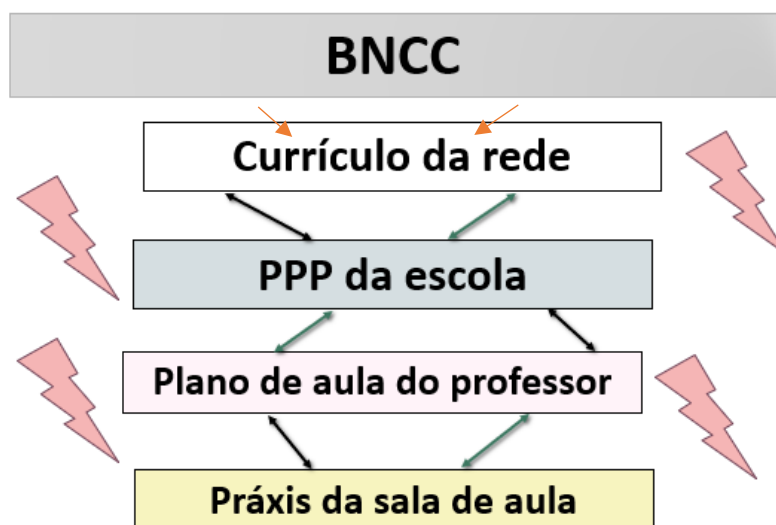 BNCC
Currículo da rede
PPP da escola
Plano de aula do professor
Práxis da sala de aula